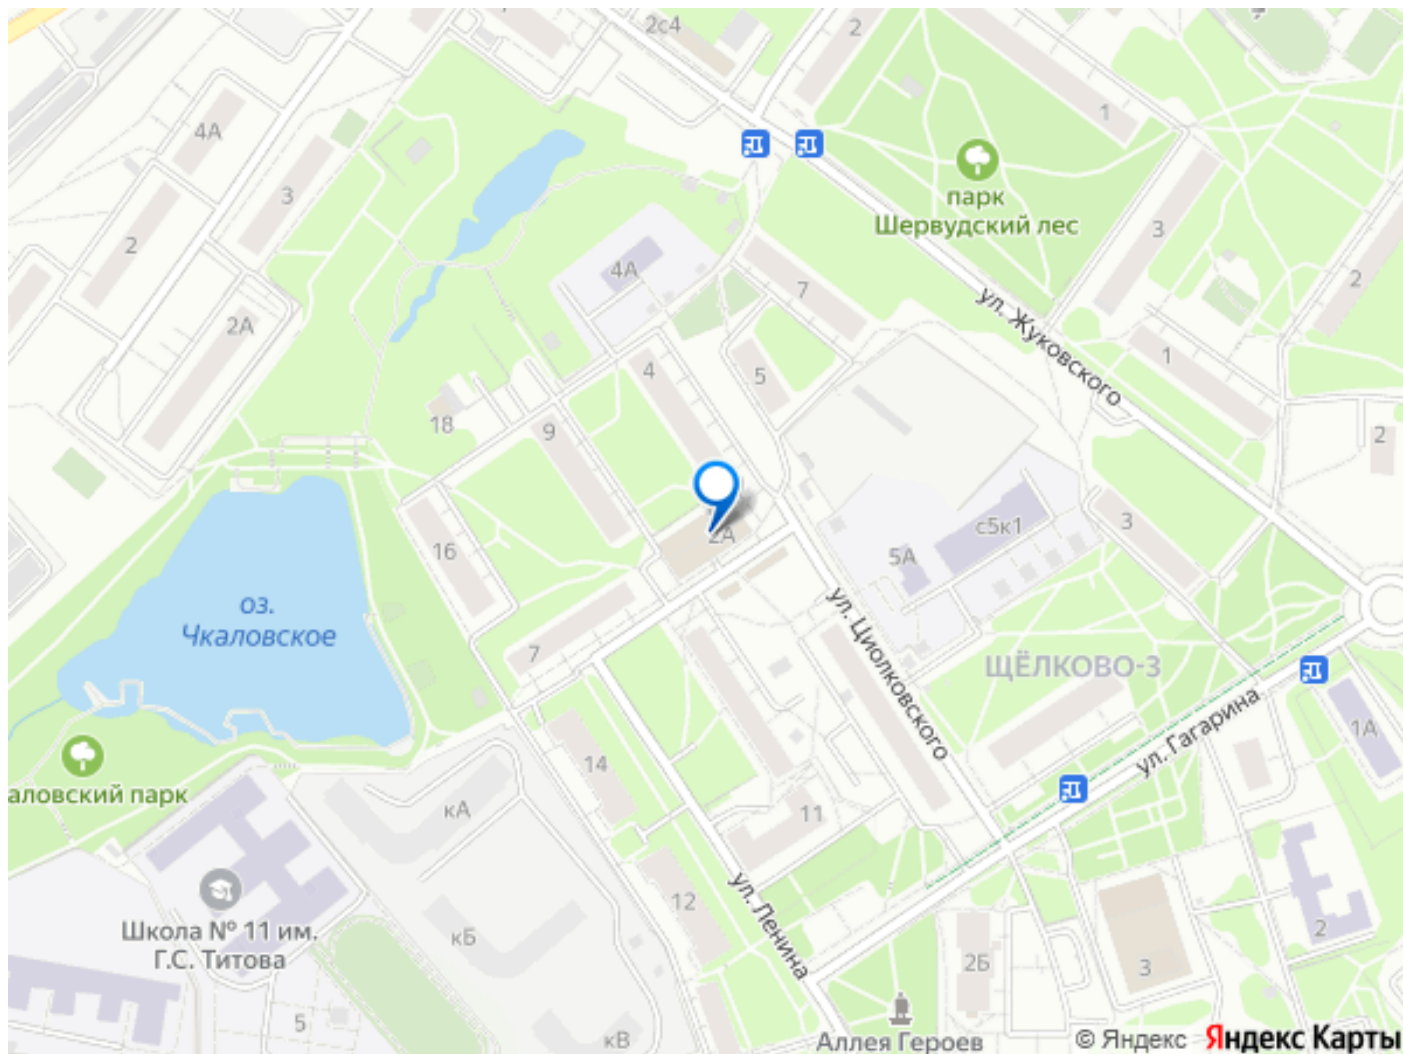 2с4
2
1
4А
3
2
2А
парк
Шервудский лес
3
2
4А
7
ул. Жуковского
1
4
5
18
9
2
16
2А
с5к1
5А
3
оз.
Чкаловское
7
ул. Циолковского
ЩЁЛКОВО-3
ул. Гагарина
1А
14
аловский парк
кА
11
12
ул. Ленина
Школа № 11 им.
Г.С. Титова
кБ
2Б
3
2
5
кВ
Аллея Героев
© Яндекс Яндекс Карты